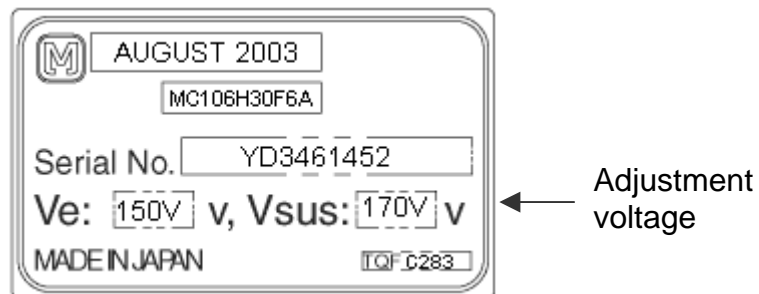 M AUGUST 2003
MC106H30F6A
Serial No. YD3461452
Ve: 150V v, Vsus: 170V v
Adjustment
voltage
MADE IN JAPAN TQF C283